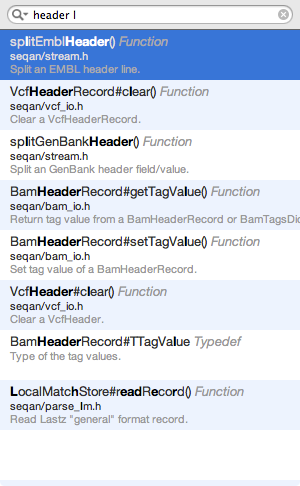 header l
splitEmblHeader() Function
seqan/stream.h
Split an EMBL header line.
VcfHeaderRecord#clear() Function
seqan/vcf_io.h
Clear a VcfHeaderRecord.
splitGenBankHeader() Function
seqan/stream.h
Split an GenBank header field/value.
BamHeaderRecord#getTagValue() Function
seqan/bam_io.h
Return tag value from a BamHeaderRecord or BamTagsDic
BamHeaderRecord#setTagValue() Function
seqan/bam_io.h
Set tag value of a BamHeaderRecord.
VcfHeader#clear() Function
seqan/vcf_io.h
Clear a VcfHeader.
BamHeaderRecord#TTagValue Typedef
Type of the tag values.
LocalMatchStore#readRecord() Function
seqan/parse_lm.h
Read Lastz "general" format record.